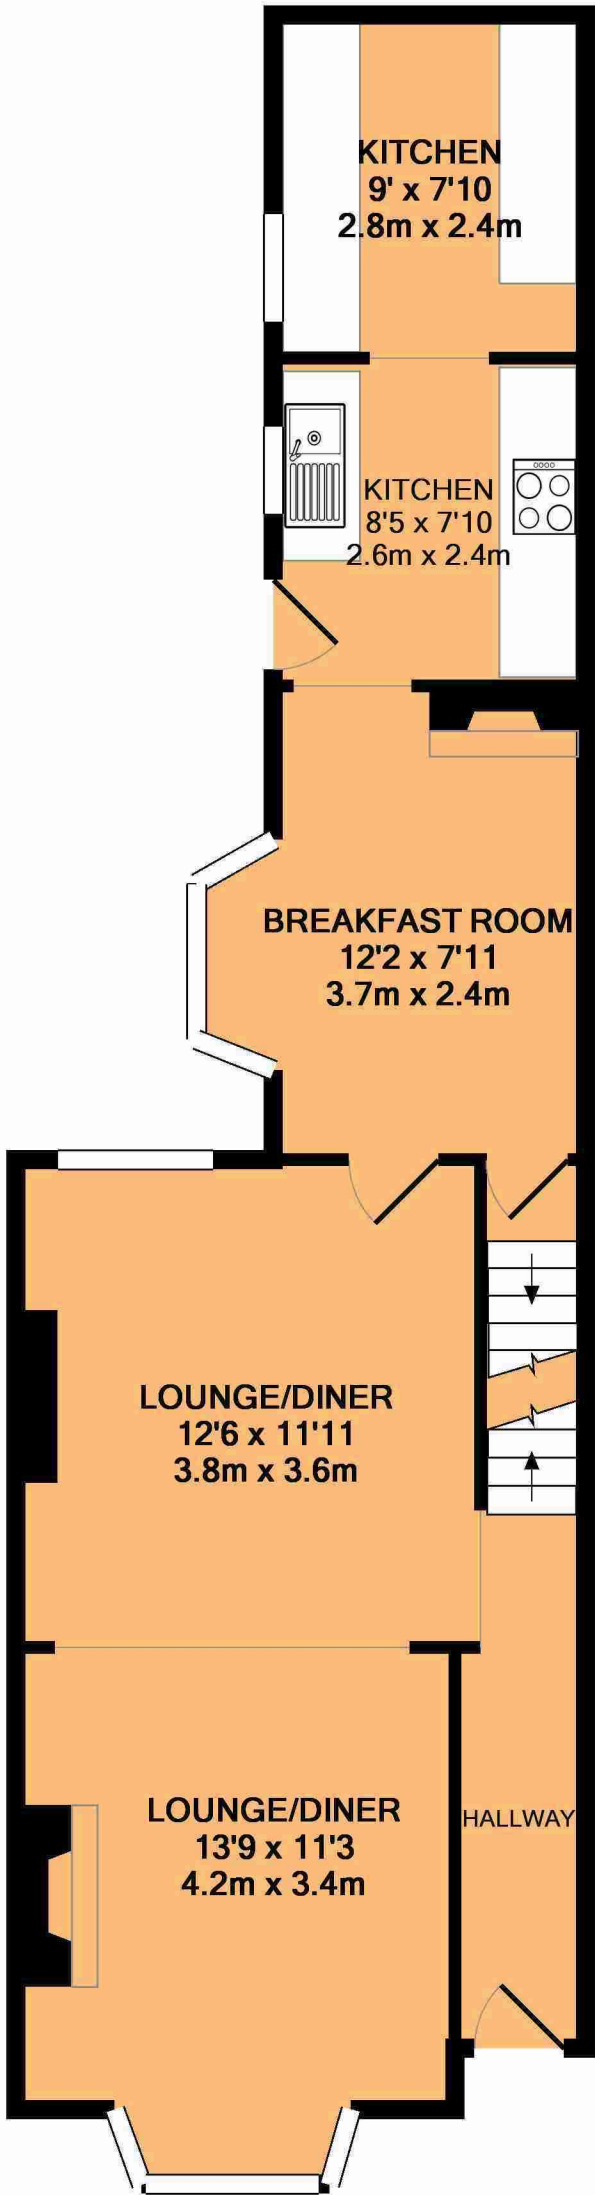 KITCHEN
9' x 7'10
2.8m x 2.4m
KITCHEN
8'5 x 7'10
2.6m x 2.4m
BREAKFAST ROOM
12'2 x 7'11
3.7m x 2.4m
LOUNGE/DINER
12'6 x 11'11
3.8m x 3.6m
LOUNGE/DINER
13'9 x 11'3
4.2m x 3.4m
HALLWAY